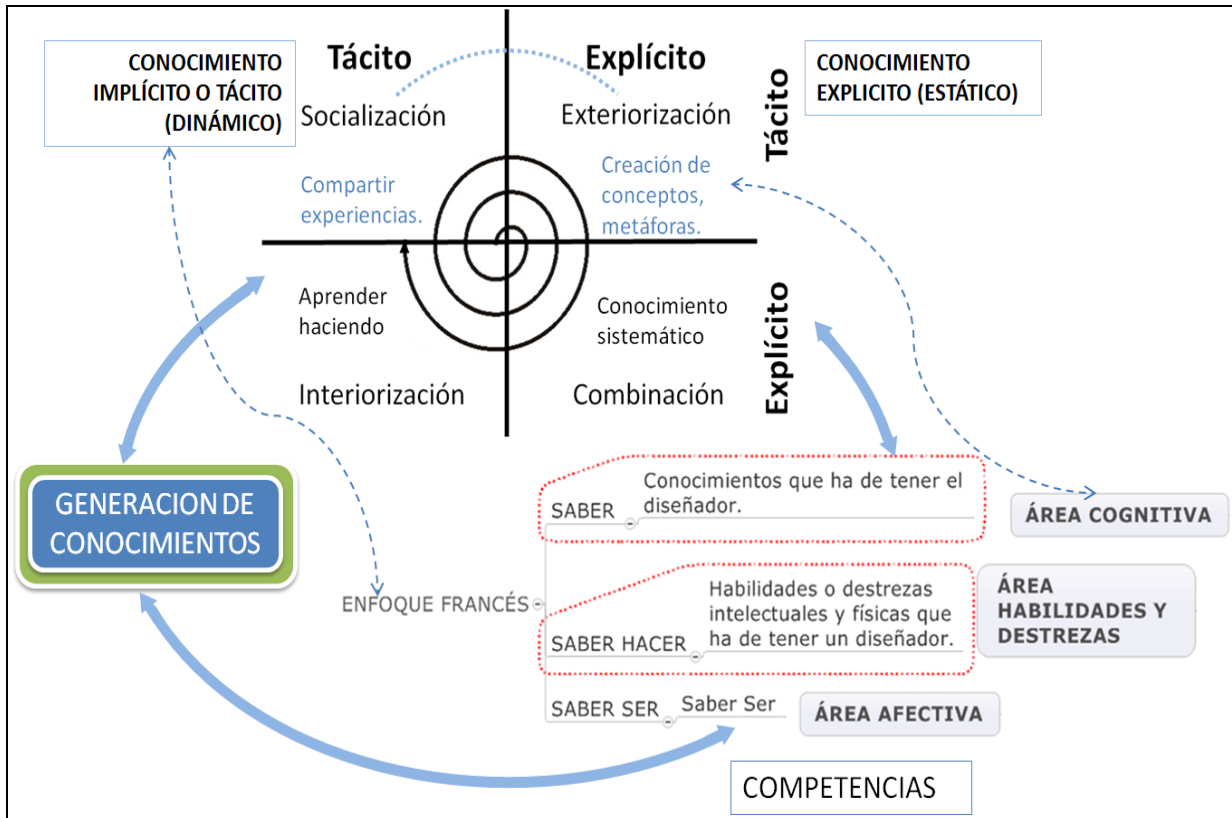 CONOCIMIENTO
IMPLÍCITO O TÁCITO
(DINÁMICO)
Tácito
Explícito
Tácito
CONOCIMIENTO
EXPLICITO (ESTÁTICO)
Socialización
Exteriorización
Compartir
experiencias.
Creación de
conceptos,
metáforas.
Aprender
haciendo
Conocimiento
sistemático
Explícito
Interiorización
Combinación
GENERACION DE
CONOCIMIENTOS
ENFOQUE FRANCÉS
SABER
Conocimientos que ha de tener el
diseñador.
ÁREA COGNITIVA
SABER HACER
Habilidades o destrezas
intelectuales y físicas que
ha de tener un diseñador.
ÁREA
HABILIDADES Y
DESTREZAS
SABER SER
Saber Ser
ÁREA AFECTIVA
COMPETENCIAS